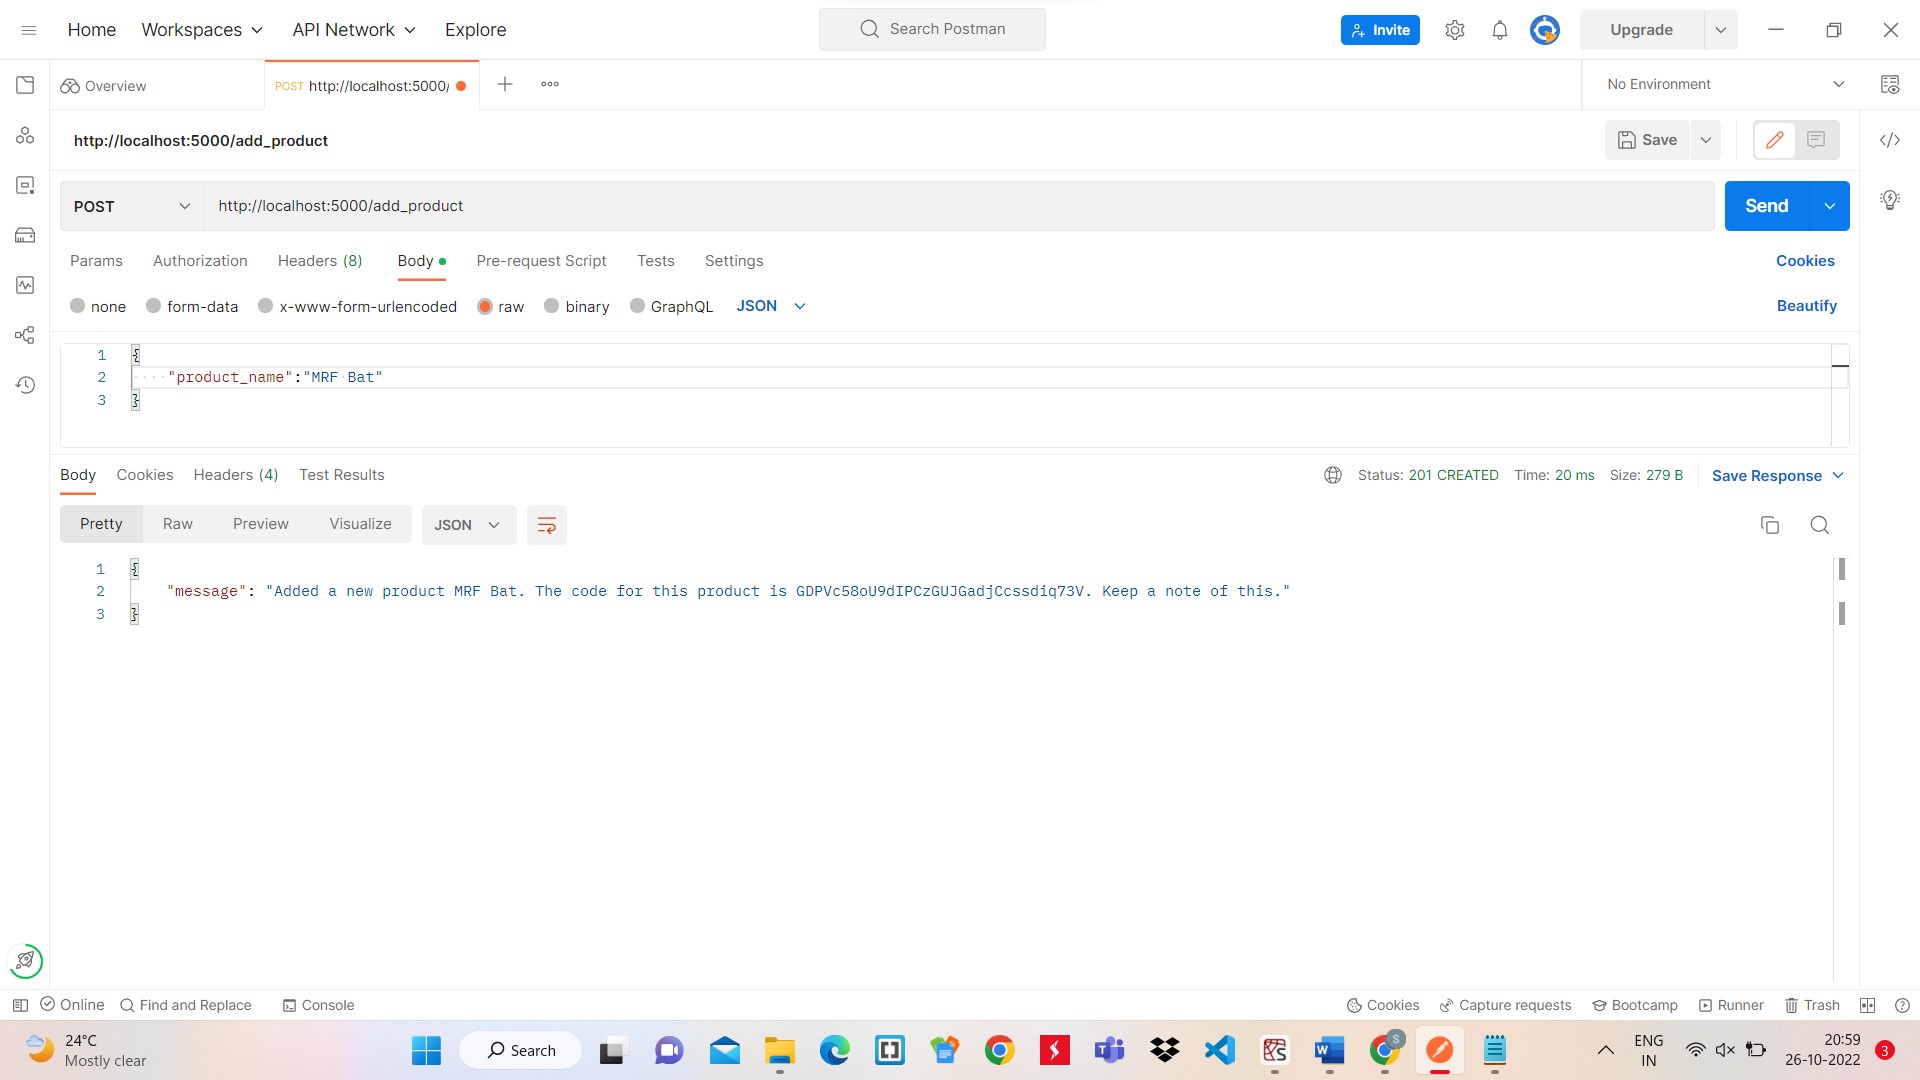 Home Workspaces API Network Explore Search Postman Invite Upgrade
Overview POST http://localhost:5000/ No Environment
http://localhost:5000/add_product Save
POST http://localhost:5000/add_product Send
Params Authorization Headers (8) Body Pre-request Script Tests Settings Cookies
none form-data x-www-form-urlencoded raw binary GraphQL JSON Beautify
1 {
2 "product_name":"MRF Bat"
3 }
Body Cookies Headers (4) Test Results Status: 201 CREATED Time: 20 ms Size: 279 B Save Response
Pretty Raw Preview Visualize JSON
1 {
2 "message": "Added a new product MRF Bat. The code for this product is GDPVc58oU9dIPCzGUJGadjCcssdiq73V. Keep a note of this."
3 }
Online Find and Replace Console Cookies Capture requests Bootcamp Runner Trash
24°C Search ENG 20:59
Mostly clear IN 26-10-2022 3